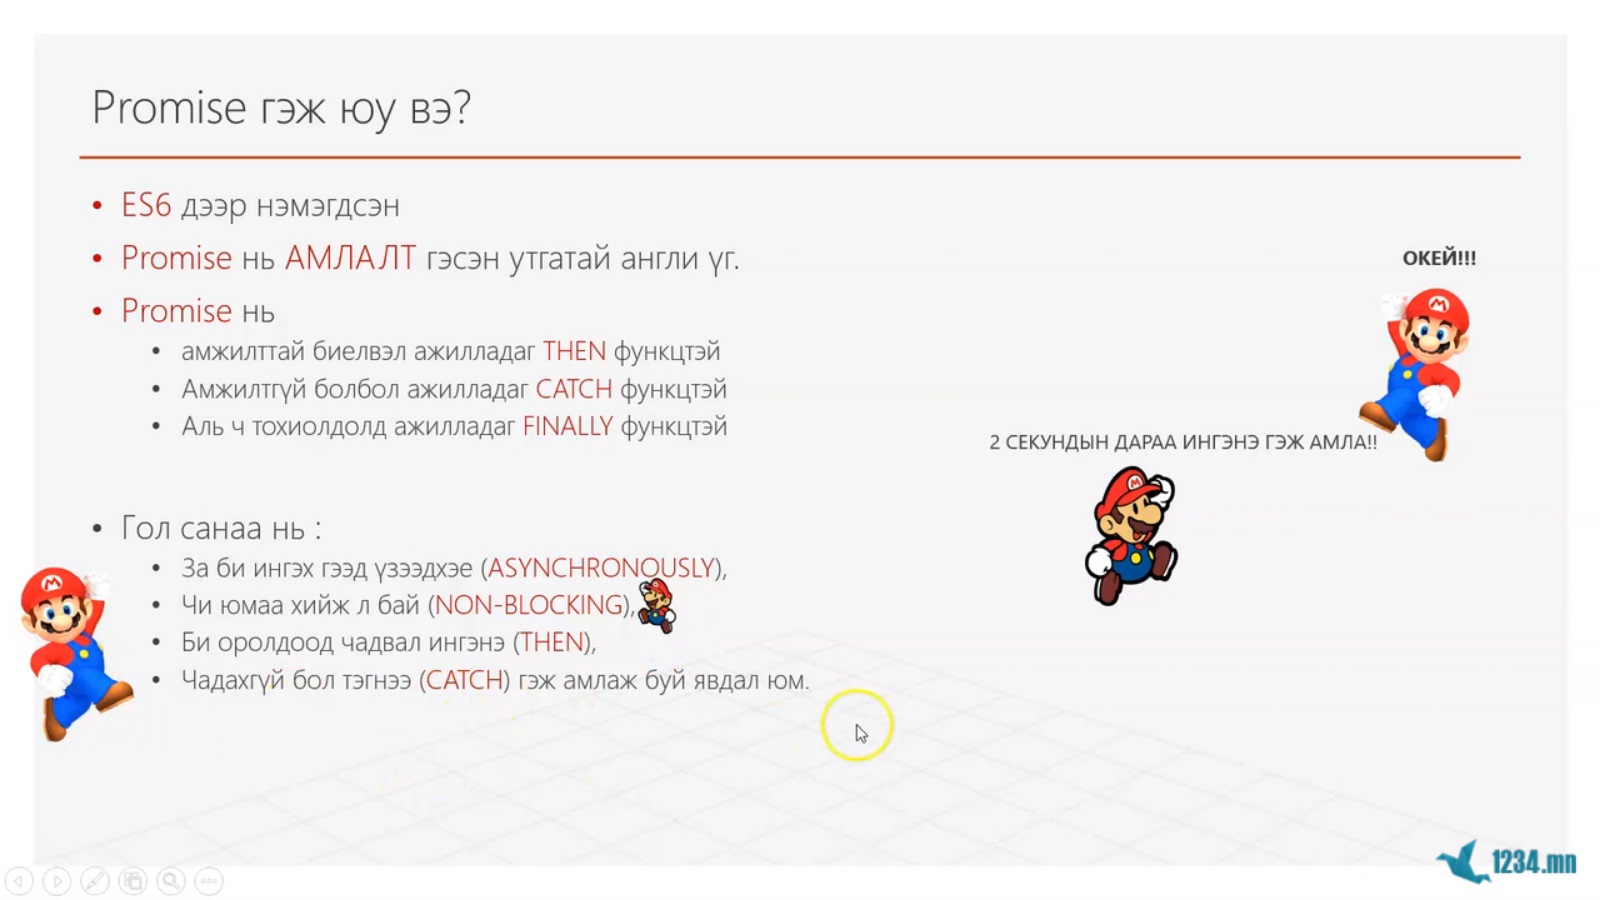 Promise гэж юу вэ?
ES6 дээр нэмэгдсэн
Promise нь АМЛАЛТ гэсэн утгатай англи үг.
Promise нь
амжилттай биелвэл ажилладаг THEN функцтэй
Амжилтгүй болбол ажилладаг CATCH функцтэй
Аль ч тохиолдолд ажилладаг FINALLY функцтэй
Гол санаа нь :
За би ингэх гээд үзээдхэе (ASYNCHRONOUSLY),
Чи юмаа хийж л бай (NON-BLOCKING),
Би оролдоод чадвал ингэнэ (THEN),
Чадахгүй бол тэгнээ (CATCH) гэж амлаж буй явдал юм.
ОКЕЙ!!!
2 СЕКУНДЫН ДАРАА ИНГЭНЭ ГЭЖ АМЛА!!
1234.mn